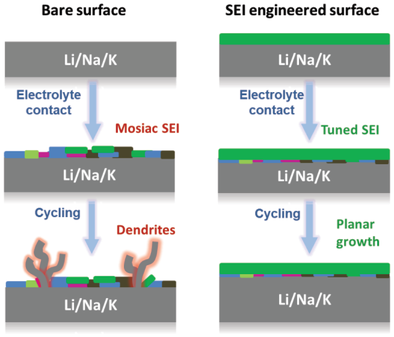 Bare surface
Li/Na/K
Electrolyte
contact
Mosiac SEI
Li/Na/K
Cycling
Dendrites
Li/Na/K
SEI engineered surface
Li/Na/K
Electrolyte
contact
Tuned SEI
Li/Na/K
Cycling
Planar
growth
Li/Na/K